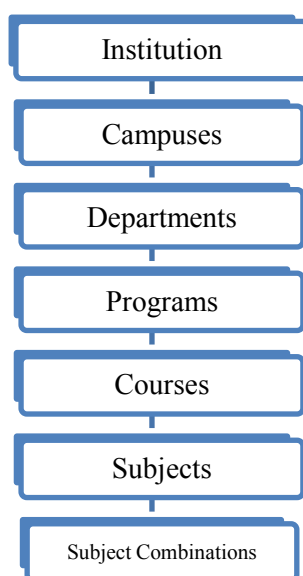 Institution
Campuses
Departments
Programs
Courses
Subjects
Subject Combinations